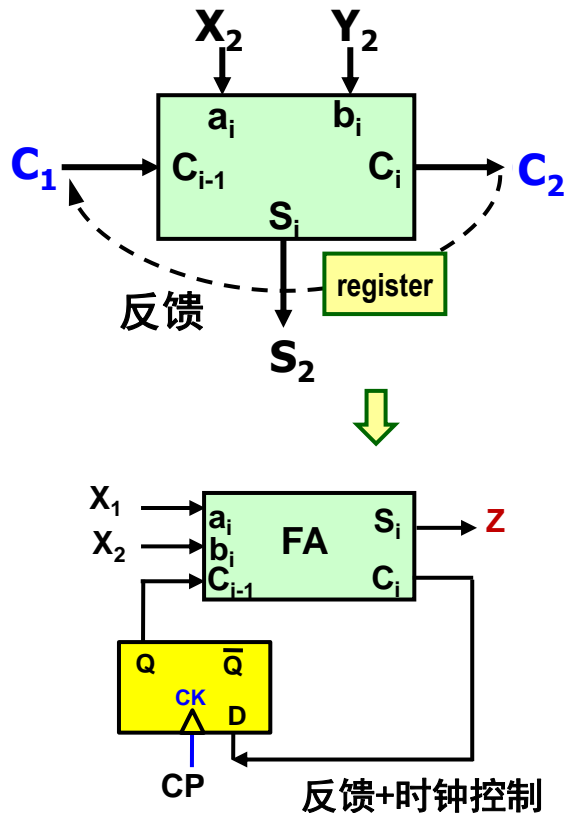 X₂ Y₂
aᵢ bᵢ
C₁ Cᵢ₋₁ Cᵢ C₂
Sᵢ
register
反馈
S₂
X₁ aᵢ FA Sᵢ Z
X₂ bᵢ
Cᵢ₋₁ Cᵢ
Q Q̅
CK
D
CP
反馈+时钟控制